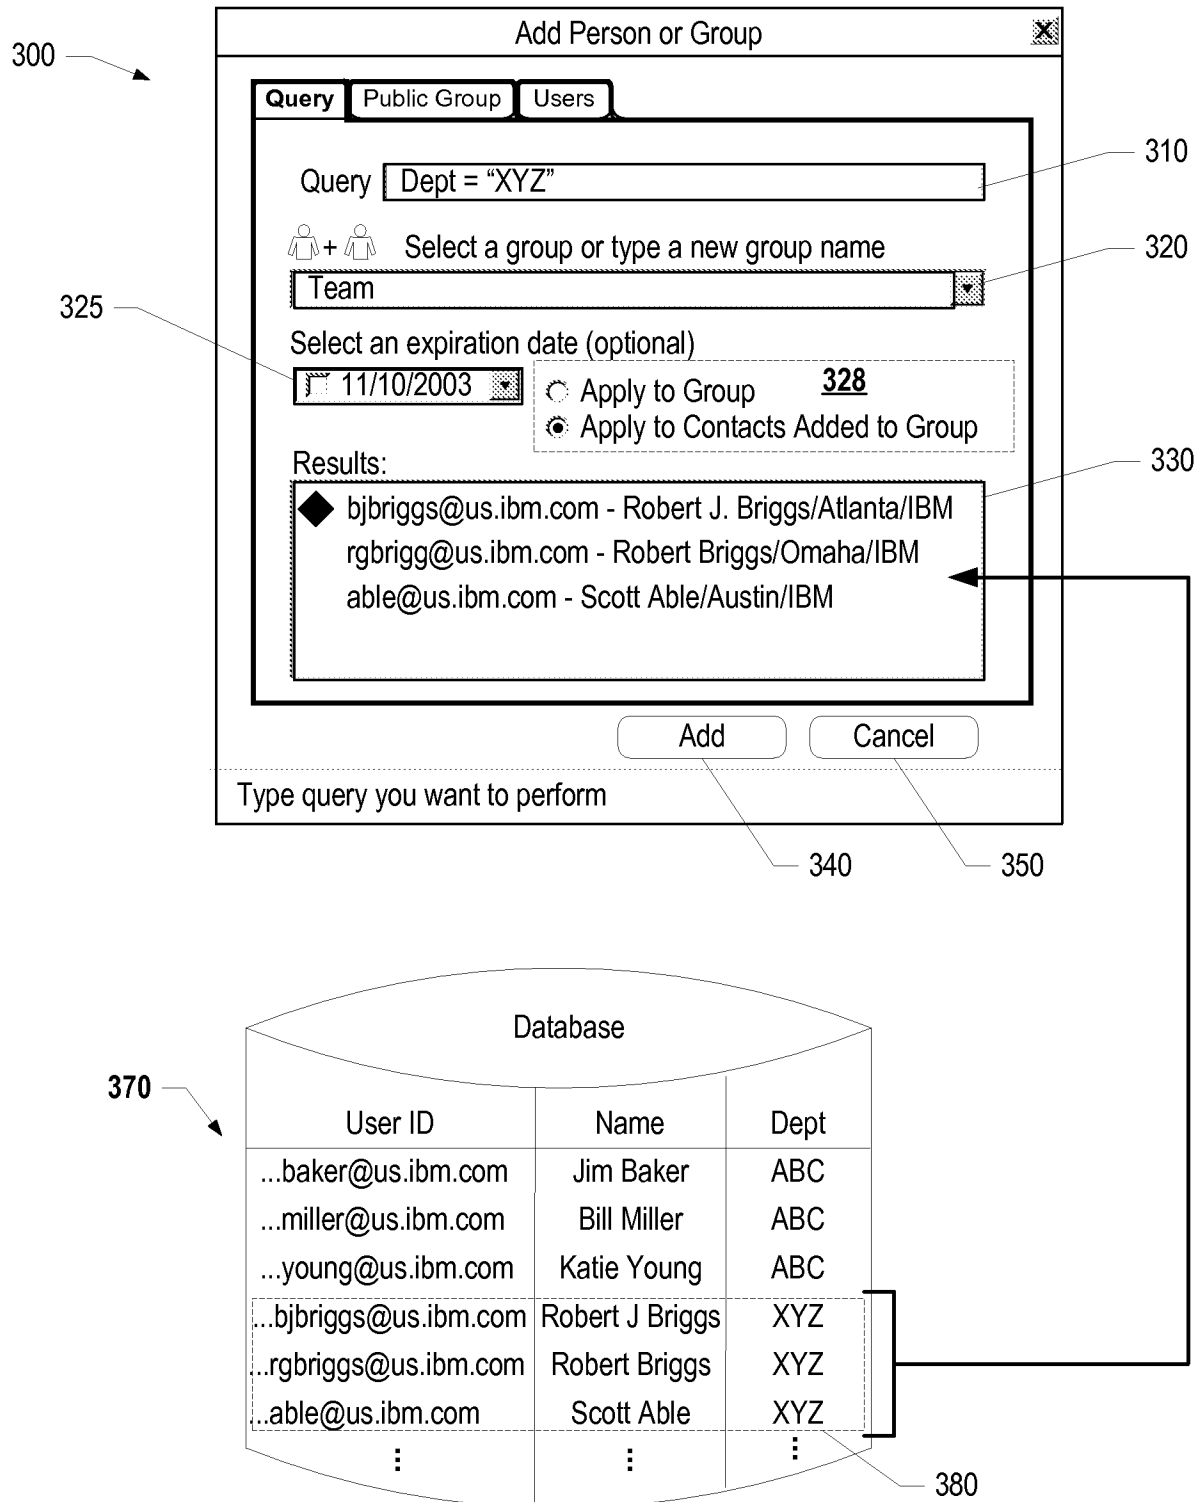 Add Person or Group
300
Query Public Group Users
310
Query Dept = “XYZ”
+ Select a group or type a new group name
320
Team
325
Select an expiration date (optional)
11/10/2003
328
Apply to Group
Apply to Contacts Added to Group
Results:
330
bjbriggs@us.ibm.com - Robert J. Briggs/Atlanta/IBM
rgbrigg@us.ibm.com - Robert Briggs/Omaha/IBM
able@us.ibm.com - Scott Able/Austin/IBM
Add Cancel
Type query you want to perform
340 350
Database
370
User ID Name Dept
...baker@us.ibm.com Jim Baker ABC
...miller@us.ibm.com Bill Miller ABC
...young@us.ibm.com Katie Young ABC
...bjbriggs@us.ibm.com Robert J Briggs XYZ
...rgbriggs@us.ibm.com Robert Briggs XYZ
...able@us.ibm.com Scott Able XYZ
⋮ ⋮ ⋮
380